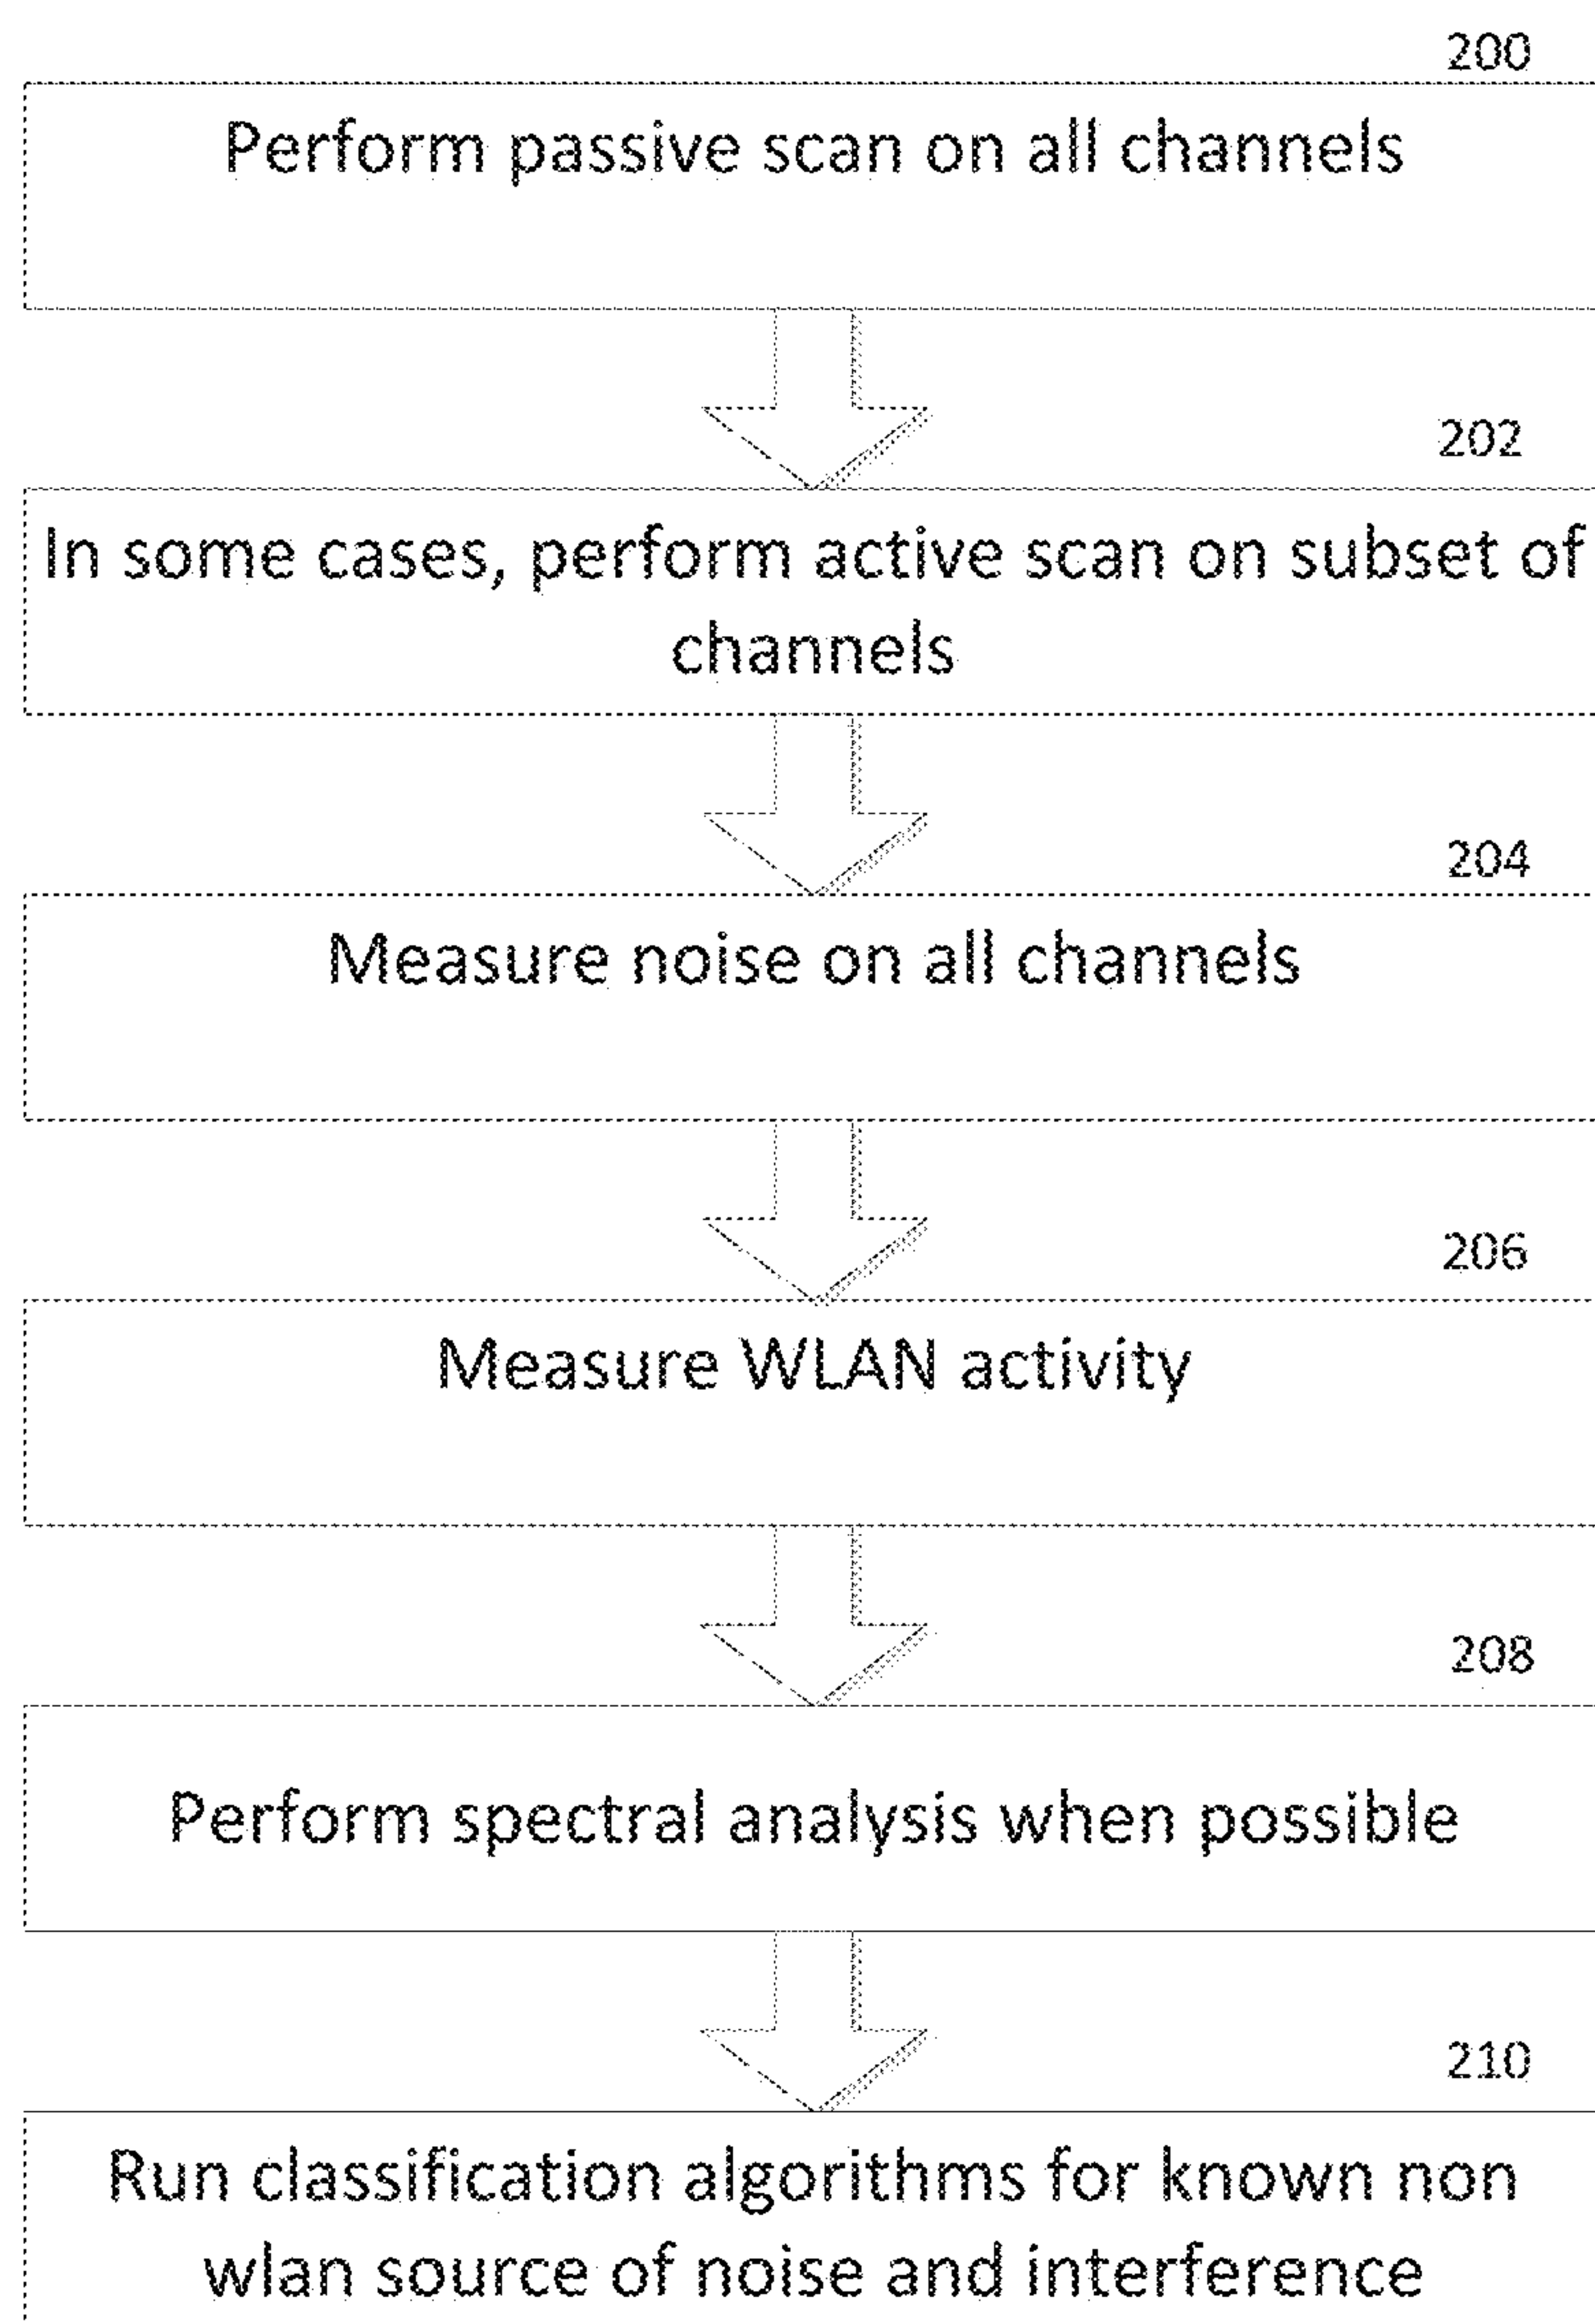 200
Perform passive scan on all channels
202
In some cases, perform active scan on subset of
channels
204
Measure noise on all channels
206
Measure WLAN activity
208
Perform spectral analysis when possible
210
Run classification algorithms for known non
wlan source of noise and interference